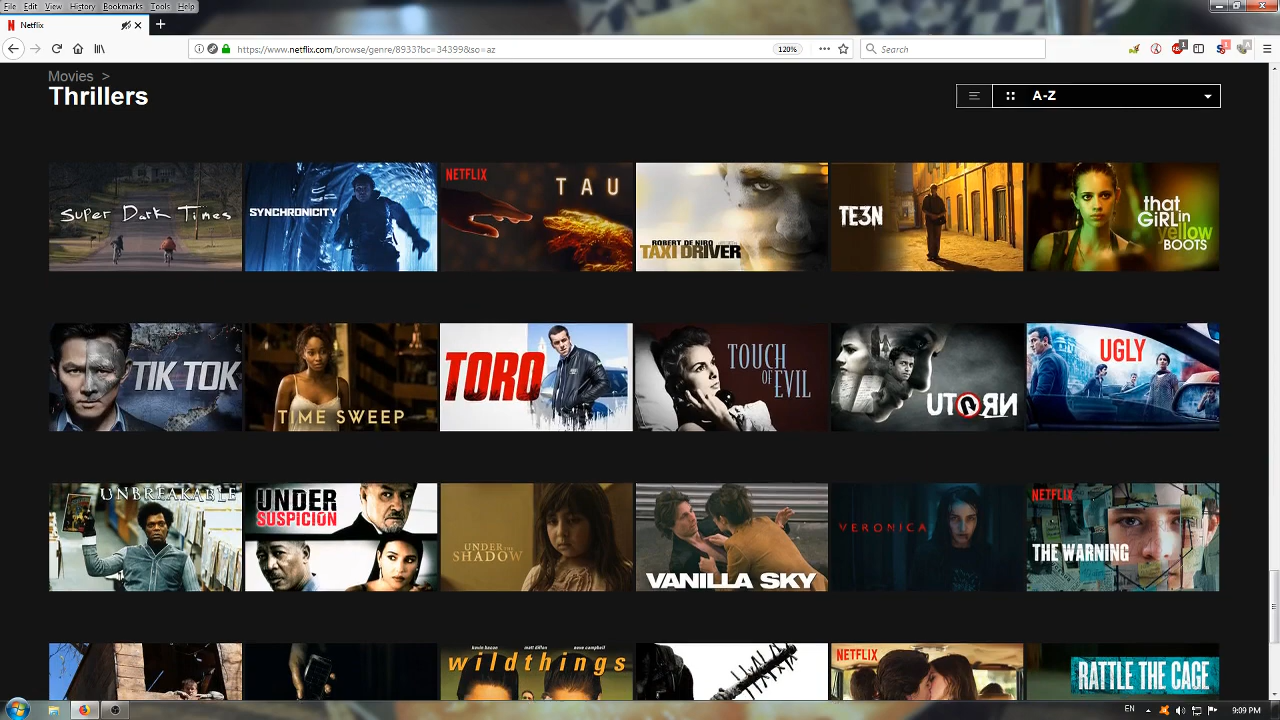 File Edit View History Bookmarks Tools Help
Netflix
https://www.netflix.com/browse/genre/8933?bc=34399&so=az
120%
Search
Movies >
Thrillers
A-Z
Super Dark Times
SYNCHRONICITY
NETFLIX
TAU
ROBERT DE NIRO
TAXI DRIVER
TE3N
that GiRL in yellow BOOTS
TIK TOK
TIME SWEEP
TORO
TOUCH OF EVIL
UTURN
UGLY
UNBREAKABLE
UNDER SUSPICION
UNDER THE SHADOW
VANILLA SKY
VERONICA
NETFLIX
THE WARNING
kevin bacon matt dillon neve campbell
wildthings
NETFLIX
RATTLE THE CAGE
EN
9:09 PM